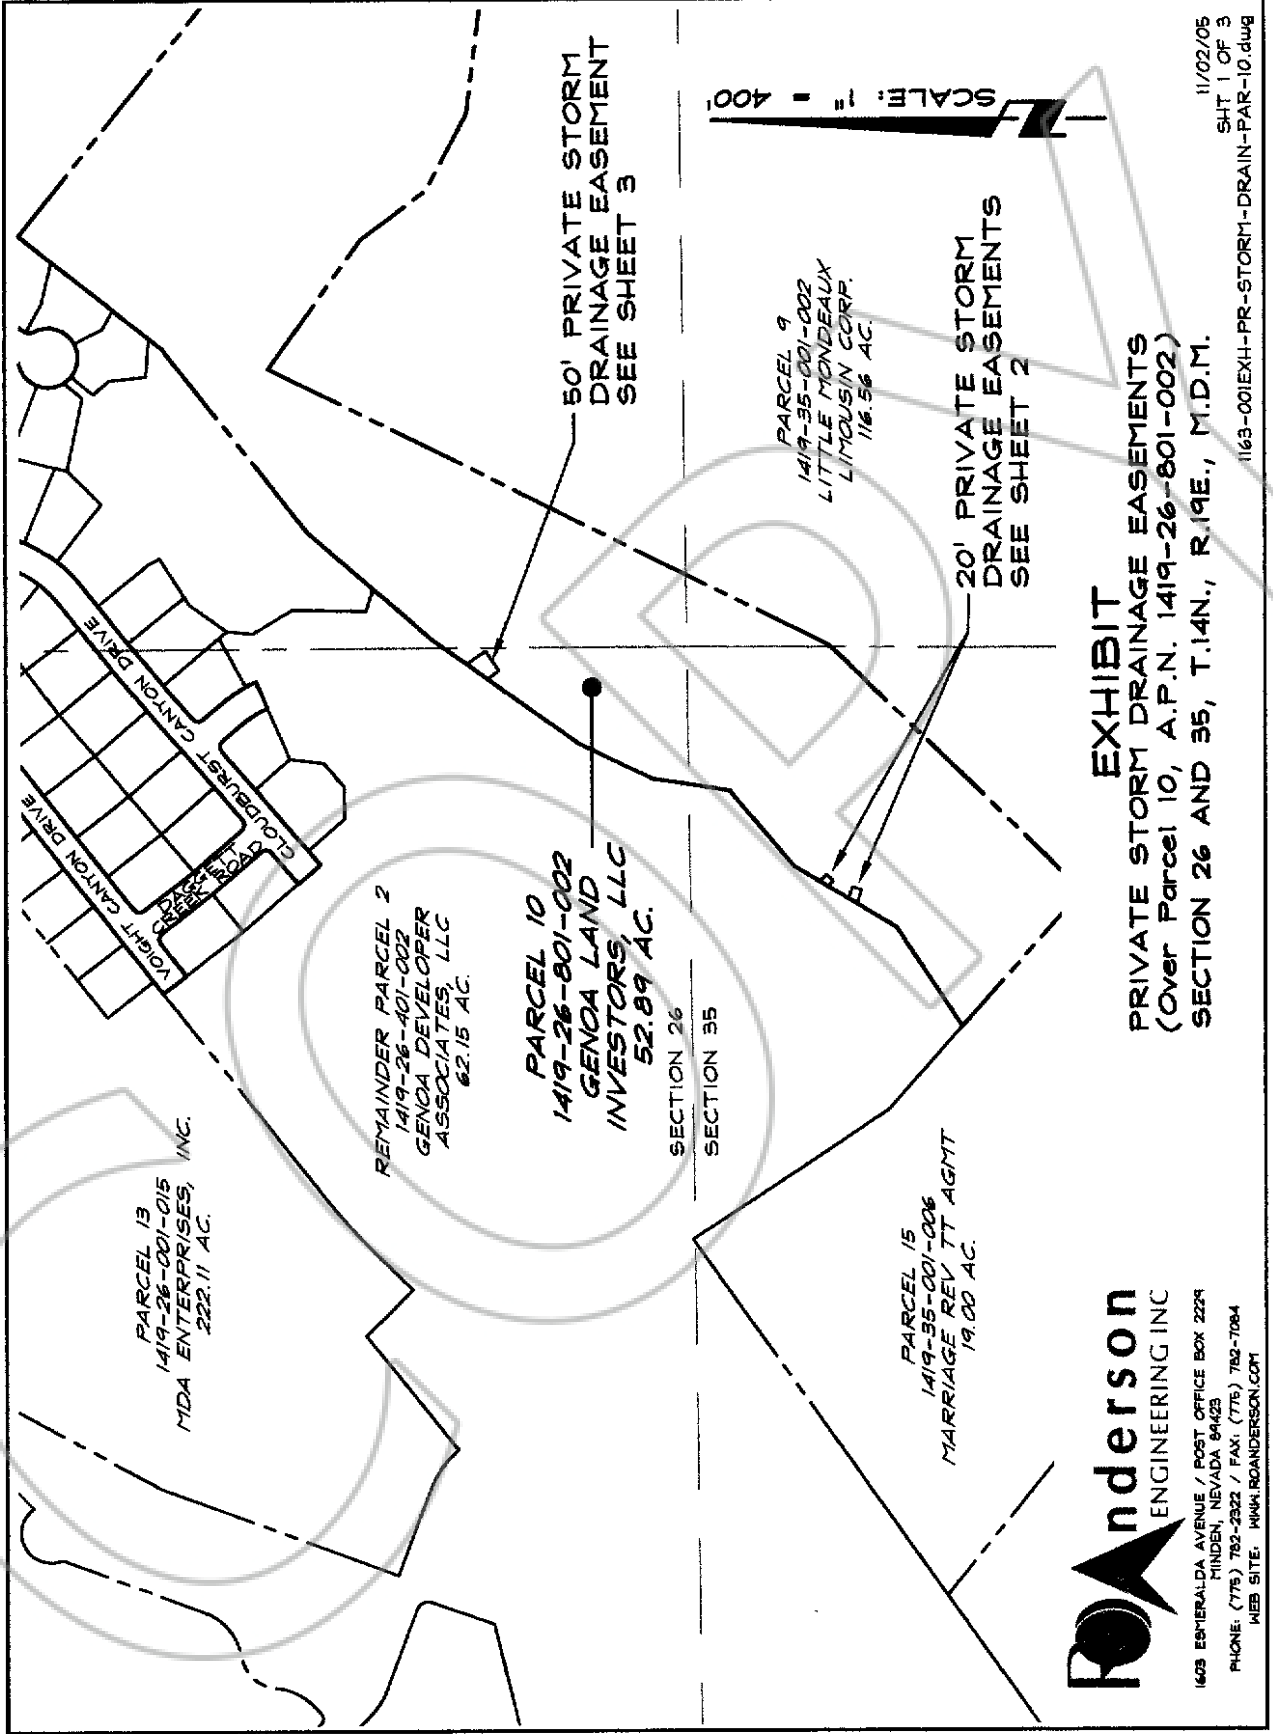 VOIGHT CANYON DRIVE
DAGGETT
CREEK ROAD
CLOUDBURST CANYON DRIVE
PARCEL 13
1419-26-001-015
MDA ENTERPRISES, INC.
222.11 AC.
REMAINDER PARCEL 2
1419-26-401-002
GENOA DEVELOPER
ASSOCIATES, LLC
62.15 AC.
PARCEL 10
1419-26-801-002
GENOA LAND
INVESTORS, LLC
52.89 AC.
50' PRIVATE STORM
DRAINAGE EASEMENT
SEE SHEET 3
SECTION 26
SECTION 35
SCALE: 1" = 400'
PARCEL 9
1419-35-001-002
LITTLE MONDEAUX
LIMOUSIN CORP.
116.56 AC.
PARCEL 15
1419-35-001-006
MARRIAGE REV TT AGMT
19.00 AC.
20' PRIVATE STORM
DRAINAGE EASEMENTS
SEE SHEET 2
EXHIBIT
PRIVATE STORM DRAINAGE EASEMENTS
(Over Parcel 10, A.P.N. 1419-26-801-002)
SECTION 26 AND 35, T.14N., R.19E., M.D.M.
ROAnderson
ENGINEERING INC
1603 ESMERALDA AVENUE / POST OFFICE BOX 2229
MINDEN, NEVADA 89423
PHONE: (775) 782-2322 / FAX: (775) 782-7084
WEB SITE: WWW.ROANDERSON.COM
11/02/05
SHT 1 OF 3
1163-001EXH-PR-STORM-DRAIN-PAR-10.dwg
COPY